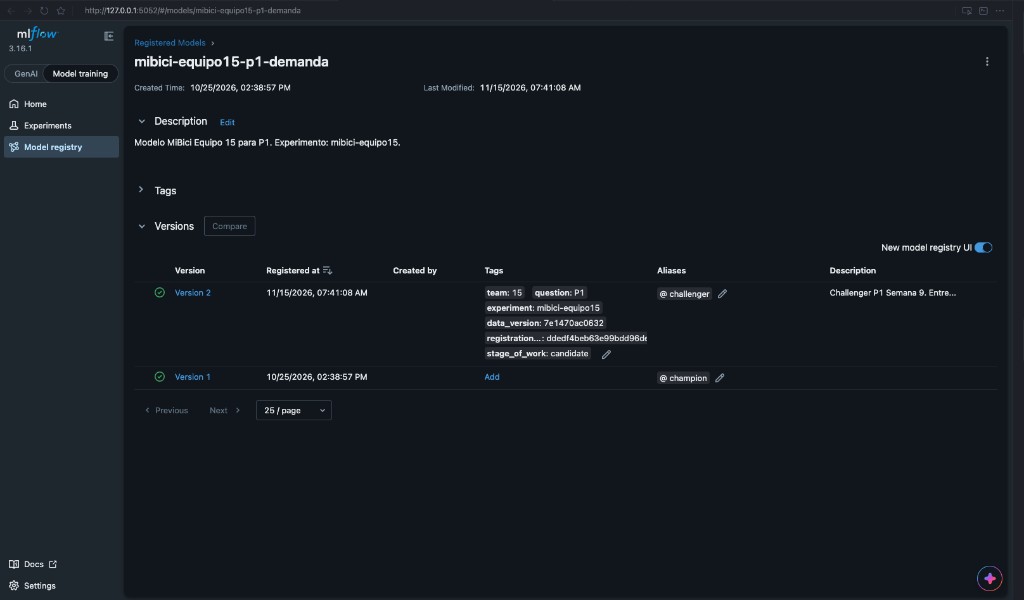 http://127.0.0.1:5052/#/models/mibici-equipo15-p1-demanda
mlflow
3.16.1
GenAI Model training
Home
Experiments
Model registry
Docs
Settings
Registered Models
mibici-equipo15-p1-demanda
Created Time: 10/25/2026, 02:38:57 PM Last Modified: 11/15/2026, 07:41:08 AM
Description Edit
Modelo MiBici Equipo 15 para P1. Experimento: mibici-equipo15.
Tags
Versions Compare
New model registry UI
Version Registered at Created by Tags Aliases Description
Version 2 11/15/2026, 07:41:08 AM team: 15 question: P1 @ challenger Challenger P1 Semana 9. Entre...
experiment: mibici-equipo15
data_version: 7e1470ac0632
registration...: ddedf4beb63e99bdd96de
stage_of_work: candidate
Version 1 10/25/2026, 02:38:57 PM Add @ champion
Previous Next 25 / page